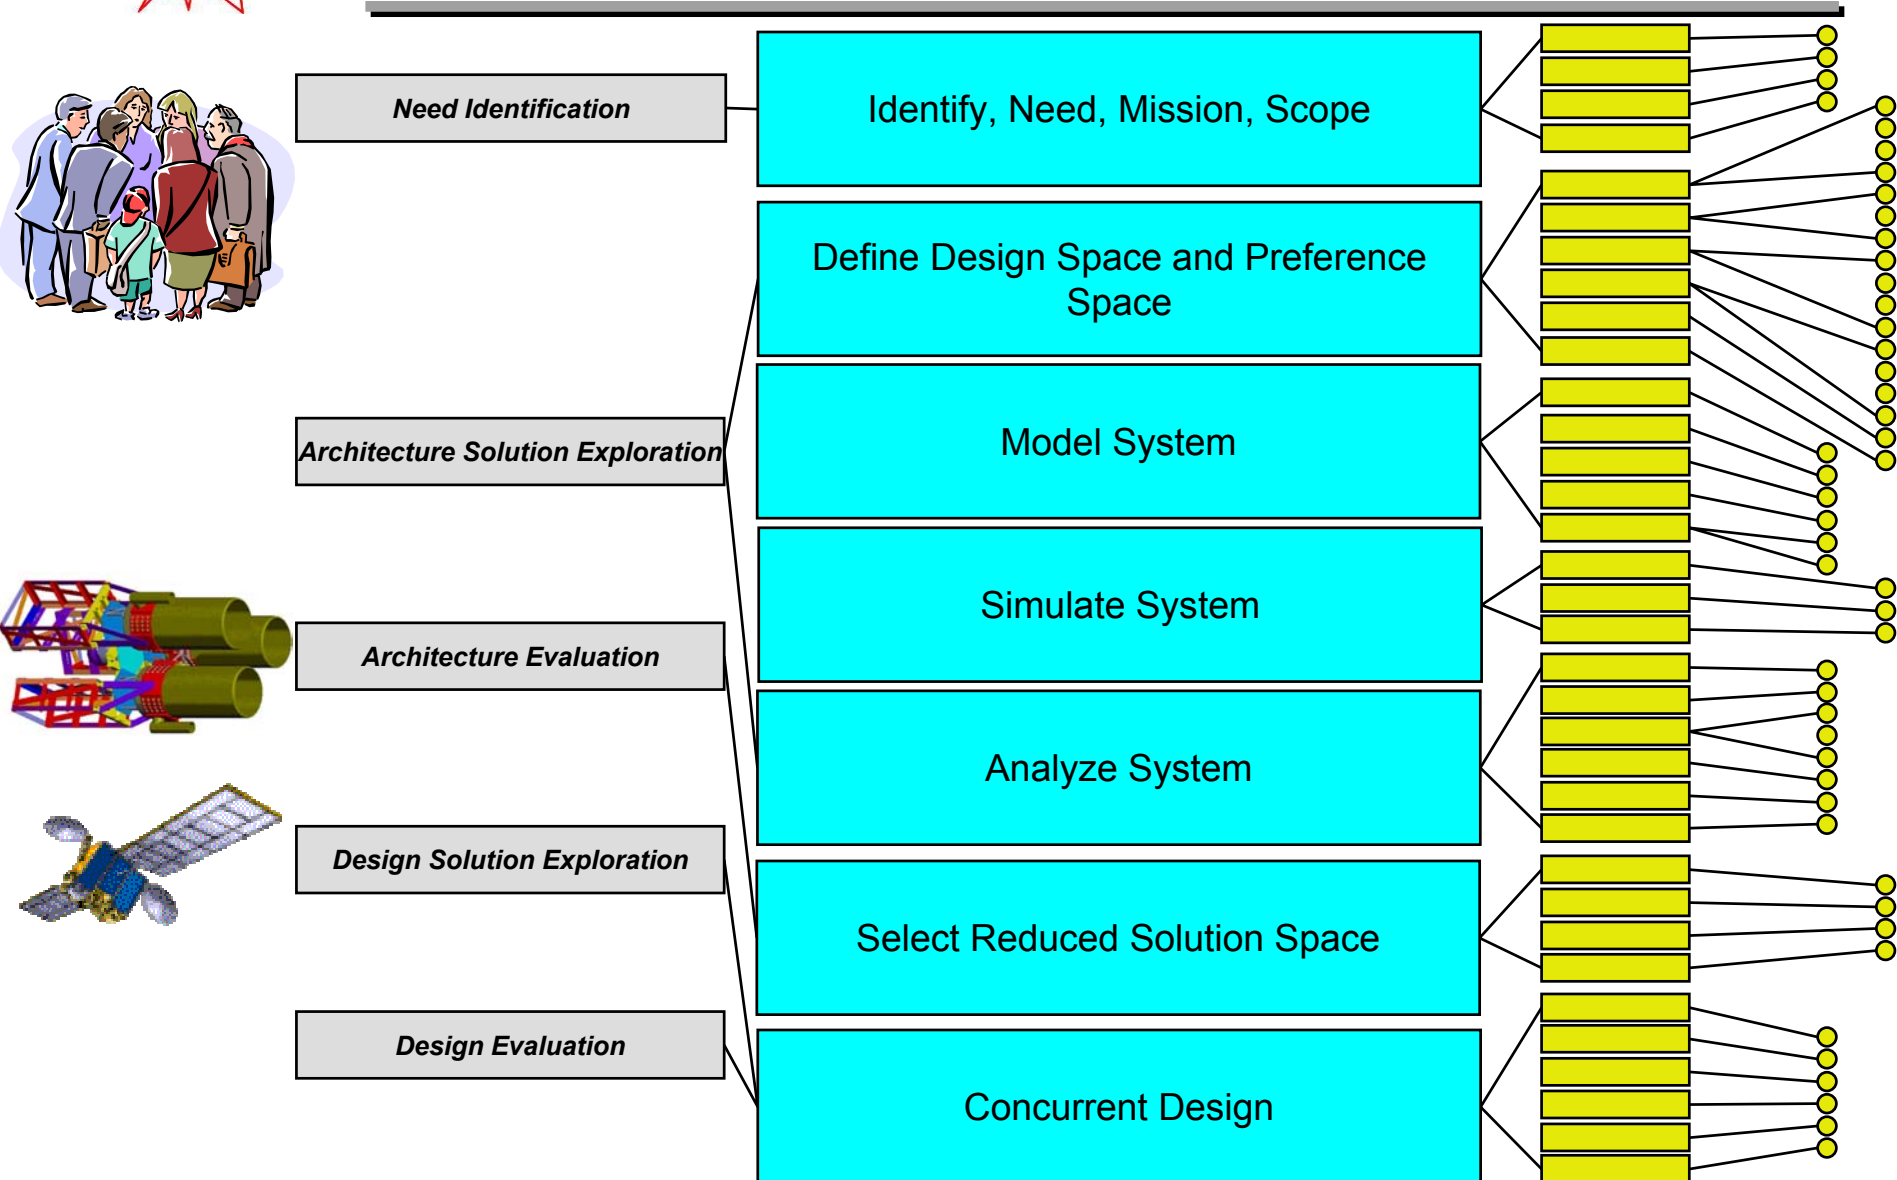 Need Identification
Identify, Need, Mission, Scope
Define Design Space and Preference
Space
Architecture Solution Exploration
Model System
Simulate System
Architecture Evaluation
Analyze System
Design Solution Exploration
Select Reduced Solution Space
Design Evaluation
Concurrent Design